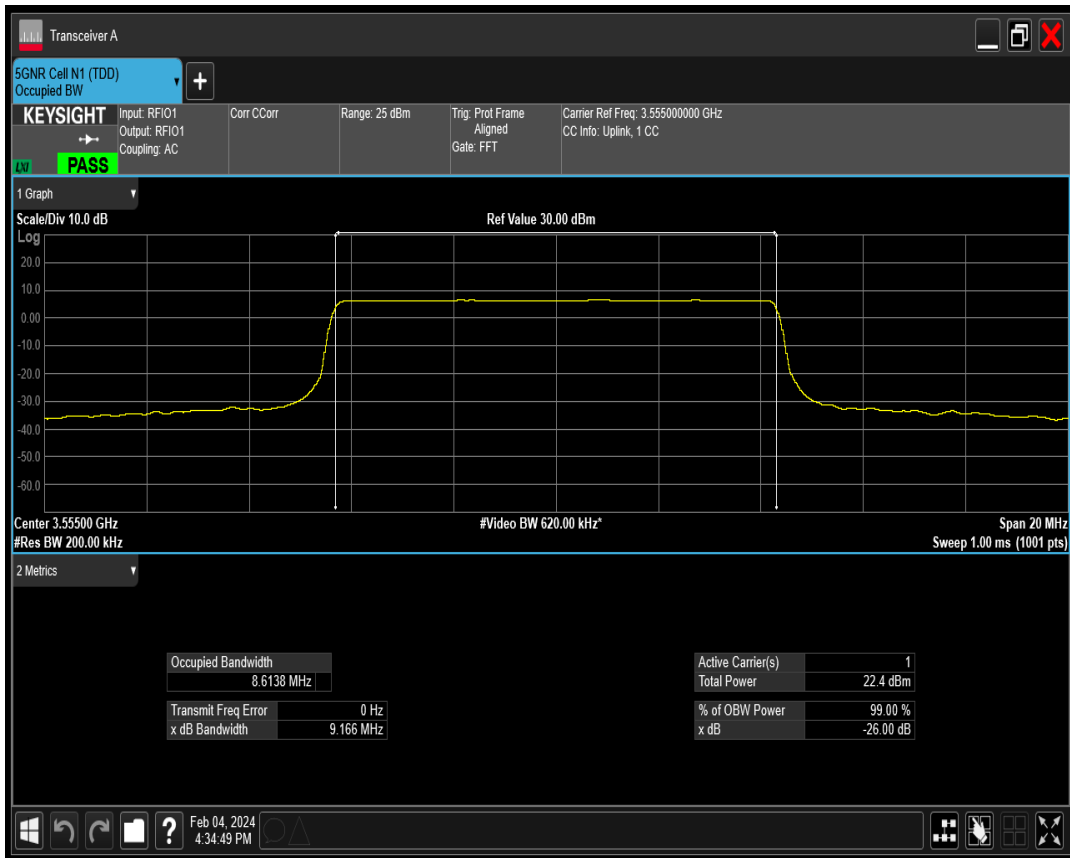 Transceiver A
5GNR Cell N1 (TDD)
Occupied BW
+
KEYSIGHT
LXI
PASS
Input: RFIO1
Output: RFIO1
Coupling: AC
Corr CCorr
Range: 25 dBm
Trig: Prot Frame
Aligned
Gate: FFT
Carrier Ref Freq: 3.555000000 GHz
CC Info: Uplink, 1 CC
1 Graph
Scale/Div 10.0 dB
Ref Value 30.00 dBm
Log
20.0
10.0
0.00
-10.0
-20.0
-30.0
-40.0
-50.0
-60.0
Center 3.55500 GHz
#Video BW 620.00 kHz*
Span 20 MHz
#Res BW 200.00 kHz
Sweep 1.00 ms (1001 pts)
2 Metrics
Occupied Bandwidth
8.6138 MHz
Transmit Freq Error 0 Hz
x dB Bandwidth 9.166 MHz
Active Carrier(s) 1
Total Power 22.4 dBm
% of OBW Power 99.00 %
x dB -26.00 dB
?
Feb 04, 2024
4:34:49 PM